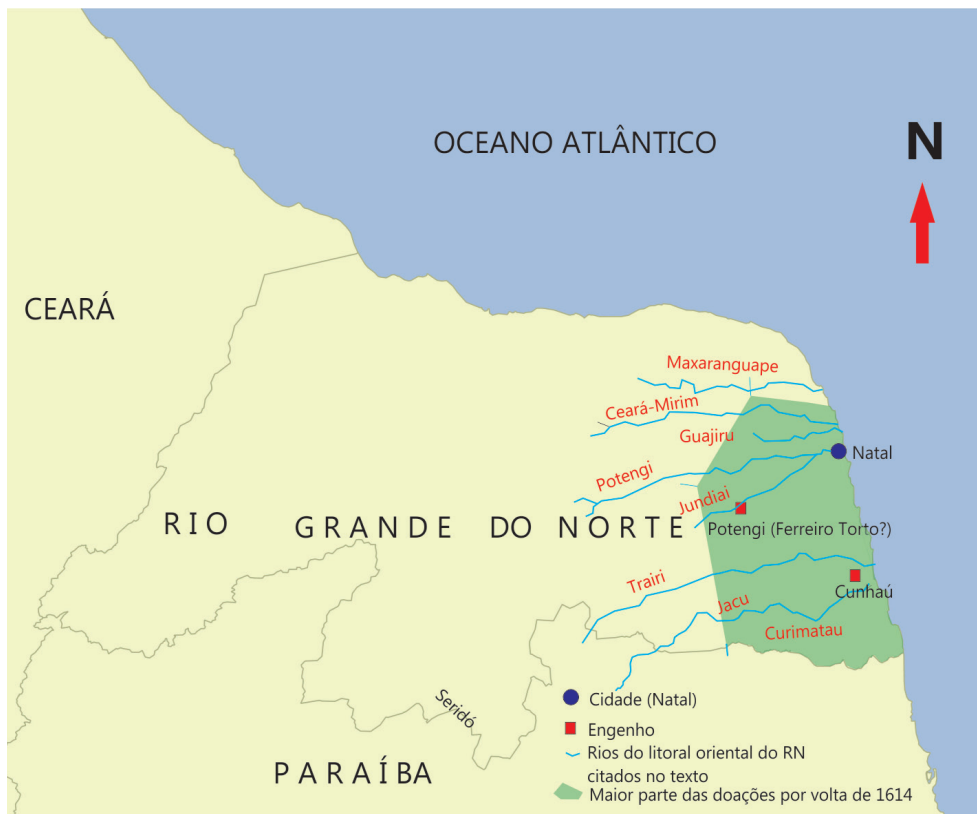 OCEANO ATLÂNTICO
N
CEARÁ
Maxaranguape
Ceará-Mirim
Guajiru
Natal
Potengi
Jundiai
RIO GRANDE DO NORTE
Potengi (Ferreiro Torto?)
Trairi
Cunhaú
Jacu
Curimatau
Seridó
PARAÍBA
Cidade (Natal)
Engenho
Rios do litoral oriental do RN
citados no texto
Maior parte das doações por volta de 1614